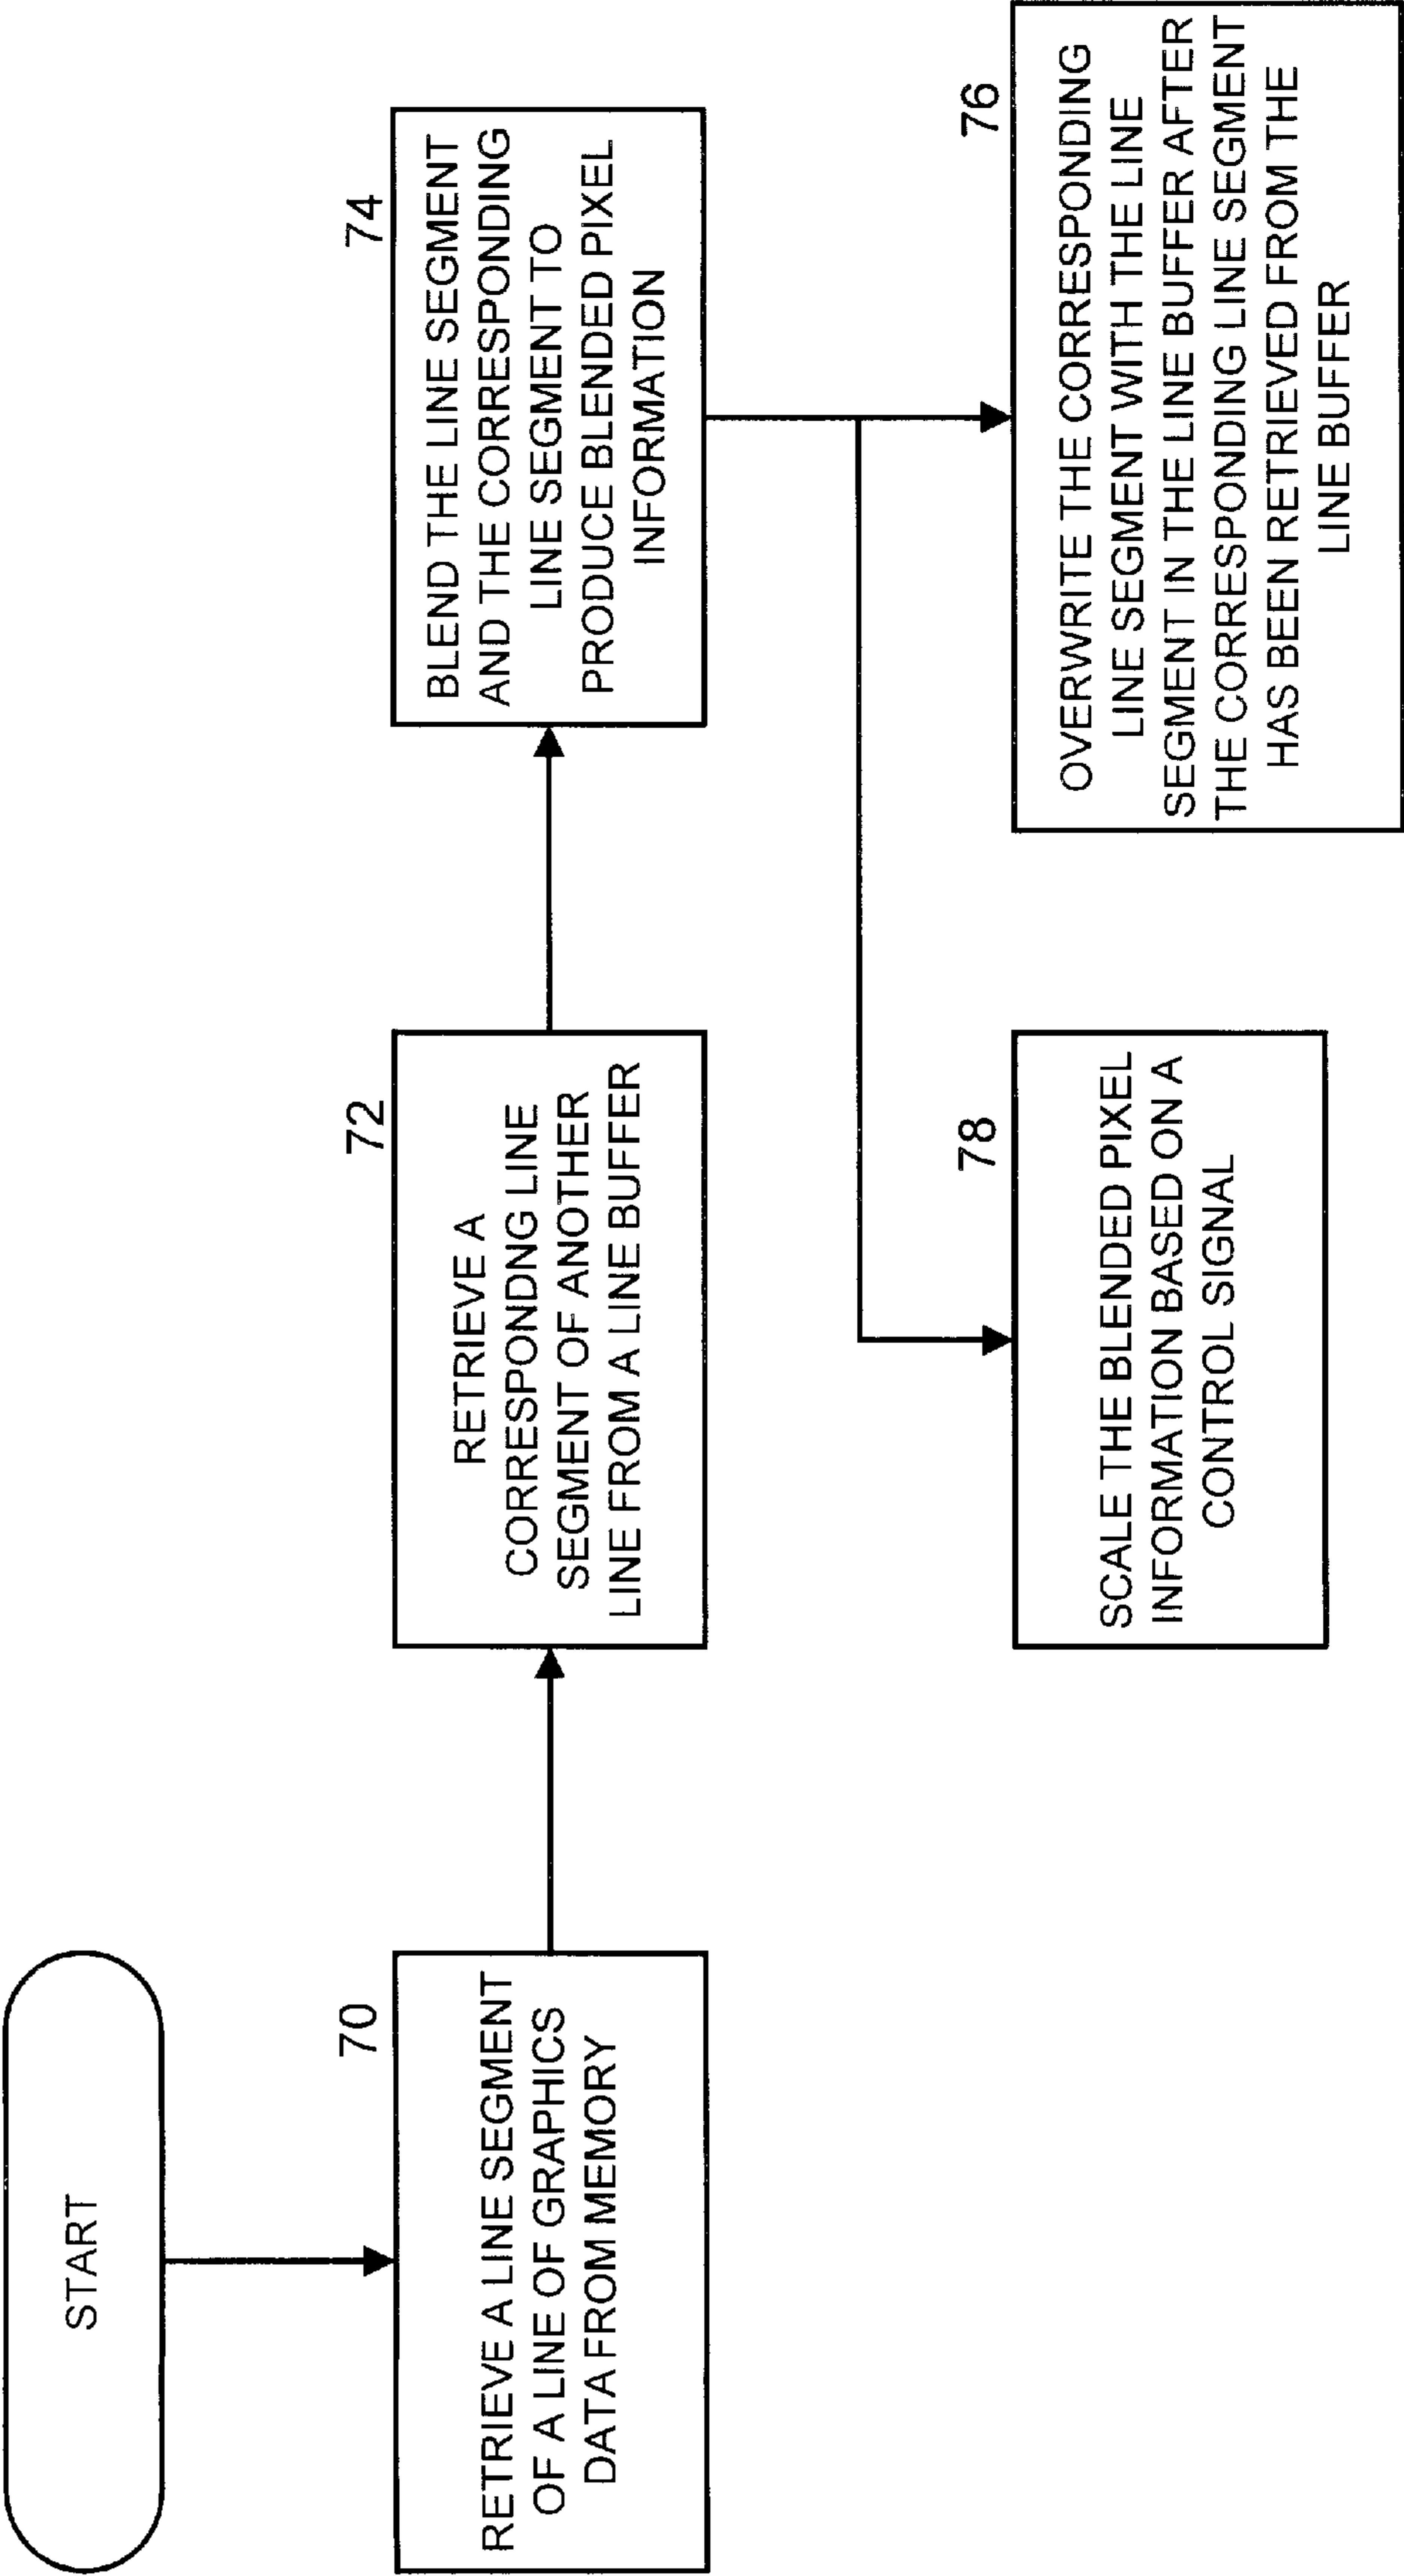 START
70
RETRIEVE A LINE SEGMENT
OF A LINE OF GRAPHICS
DATA FROM MEMORY
72
RETRIEVE A
CORRESPONDNG LINE
SEGMENT OF ANOTHER
LINE FROM A LINE BUFFER
74
BLEND THE LINE SEGMENT
AND THE CORRESPONDING
LINE SEGMENT TO
PRODUCE BLENDED PIXEL
INFORMATION
78
SCALE THE BLENDED PIXEL
INFORMATION BASED ON A
CONTROL SIGNAL
76
OVERWRITE THE CORRESPONDING
LINE SEGMENT WITH THE LINE
SEGMENT IN THE LINE BUFFER AFTER
THE CORRESPONDING LINE SEGMENT
HAS BEEN RETRIEVED FROM THE
LINE BUFFER